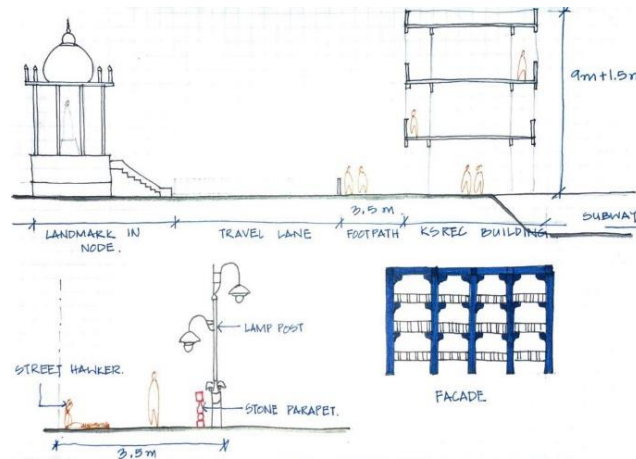 9m+1.5m
3.5 m
SUBWAY
LANDMARK IN
NODE.
TRAVEL LANE
FOOTPATH
KSREC BUILDING
STREET HAWKER.
LAMP POST
STONE PARAPET.
3.5m
FACADE